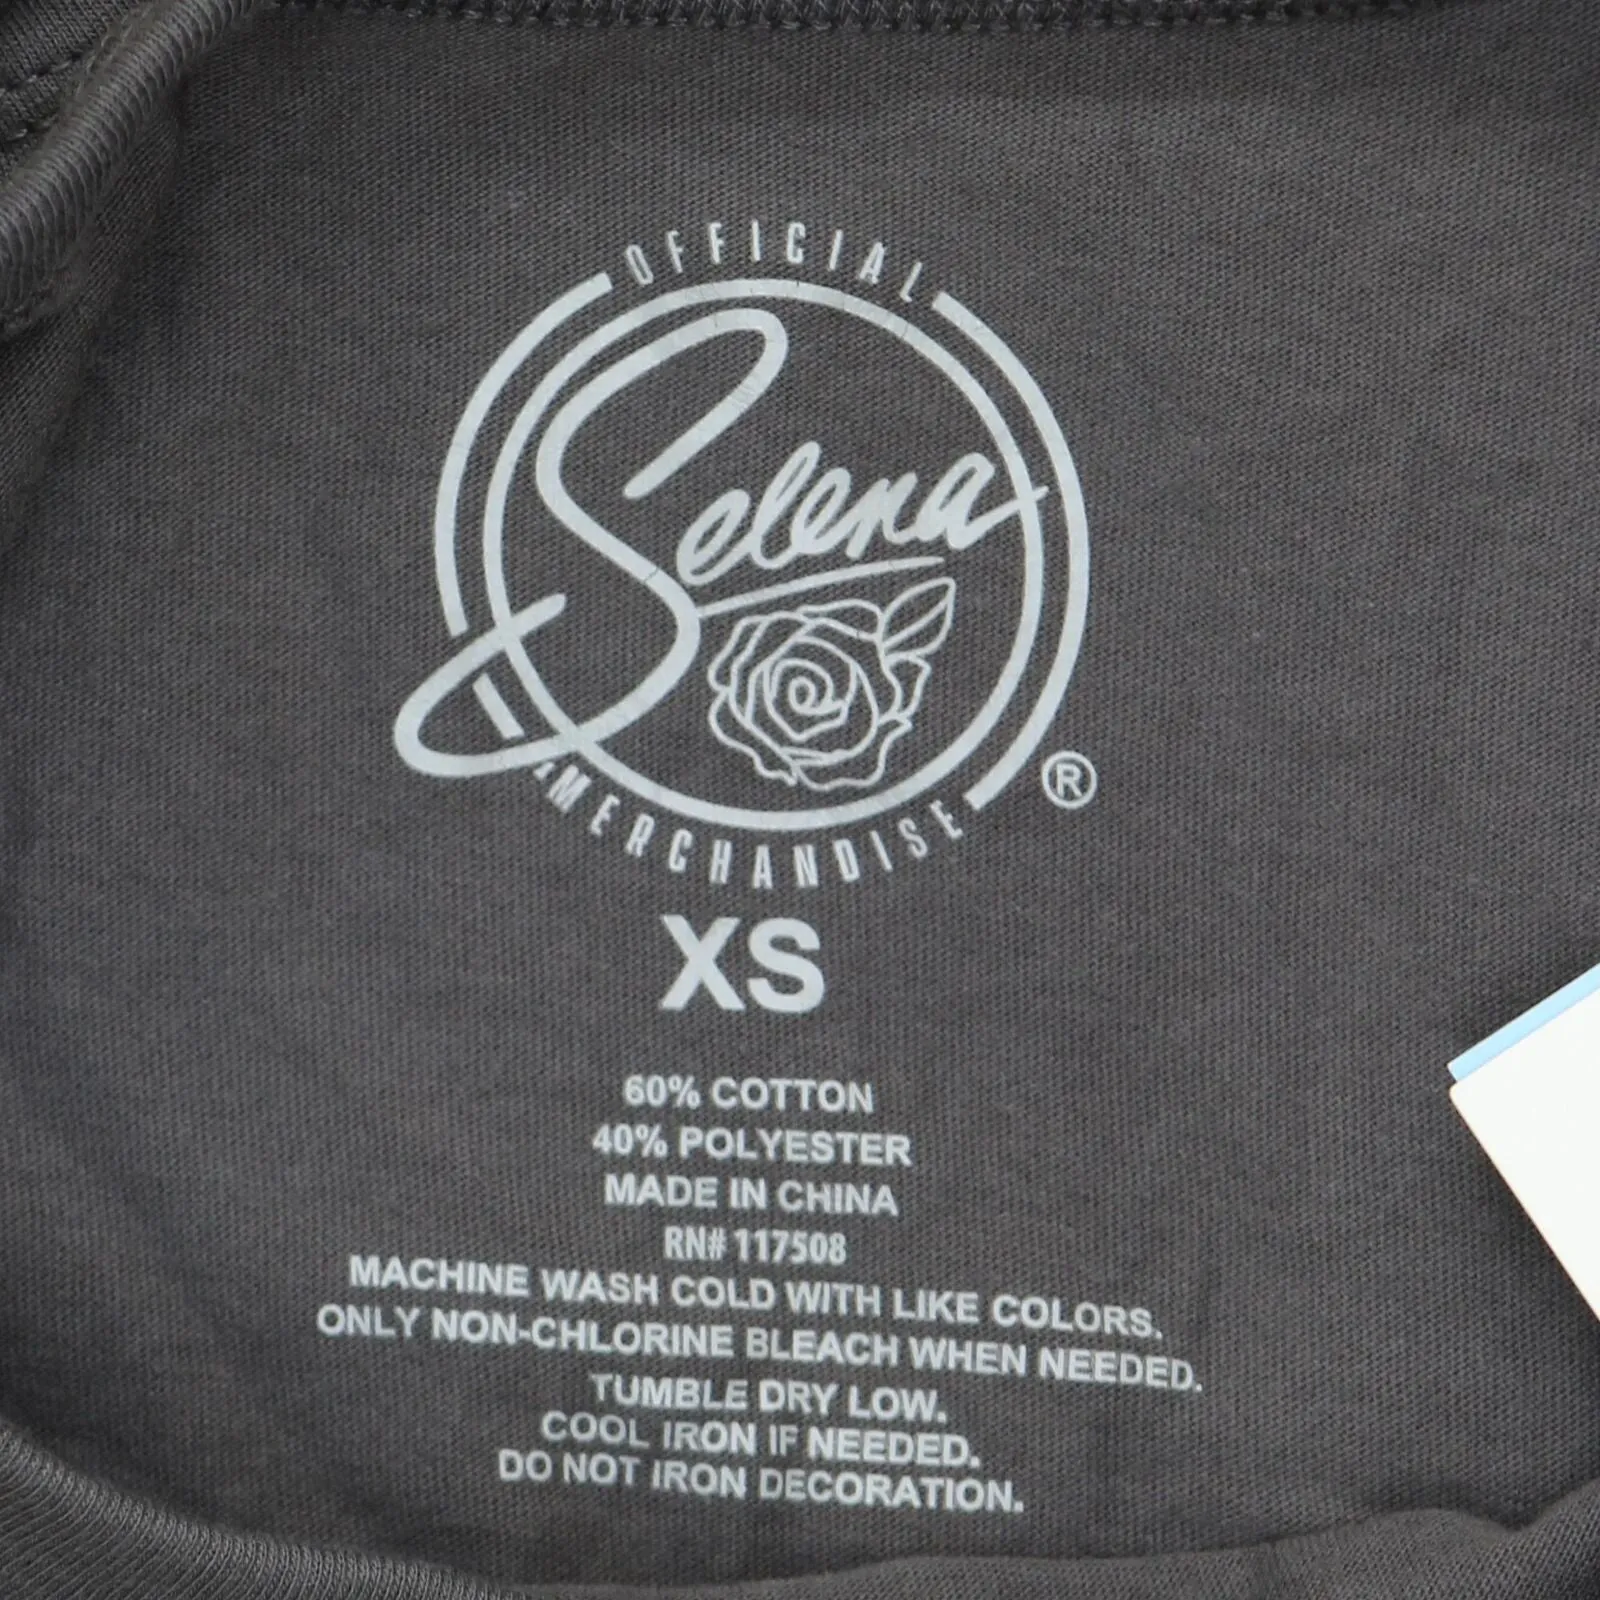 OFFICIAL
Selena
MERCHANDISE
®
XS
60% COTTON
40% POLYESTER
MADE IN CHINA
RN# 117508
MACHINE WASH COLD WITH LIKE COLORS.
ONLY NON-CHLORINE BLEACH WHEN NEEDED.
TUMBLE DRY LOW.
COOL IRON IF NEEDED.
DO NOT IRON DECORATION.